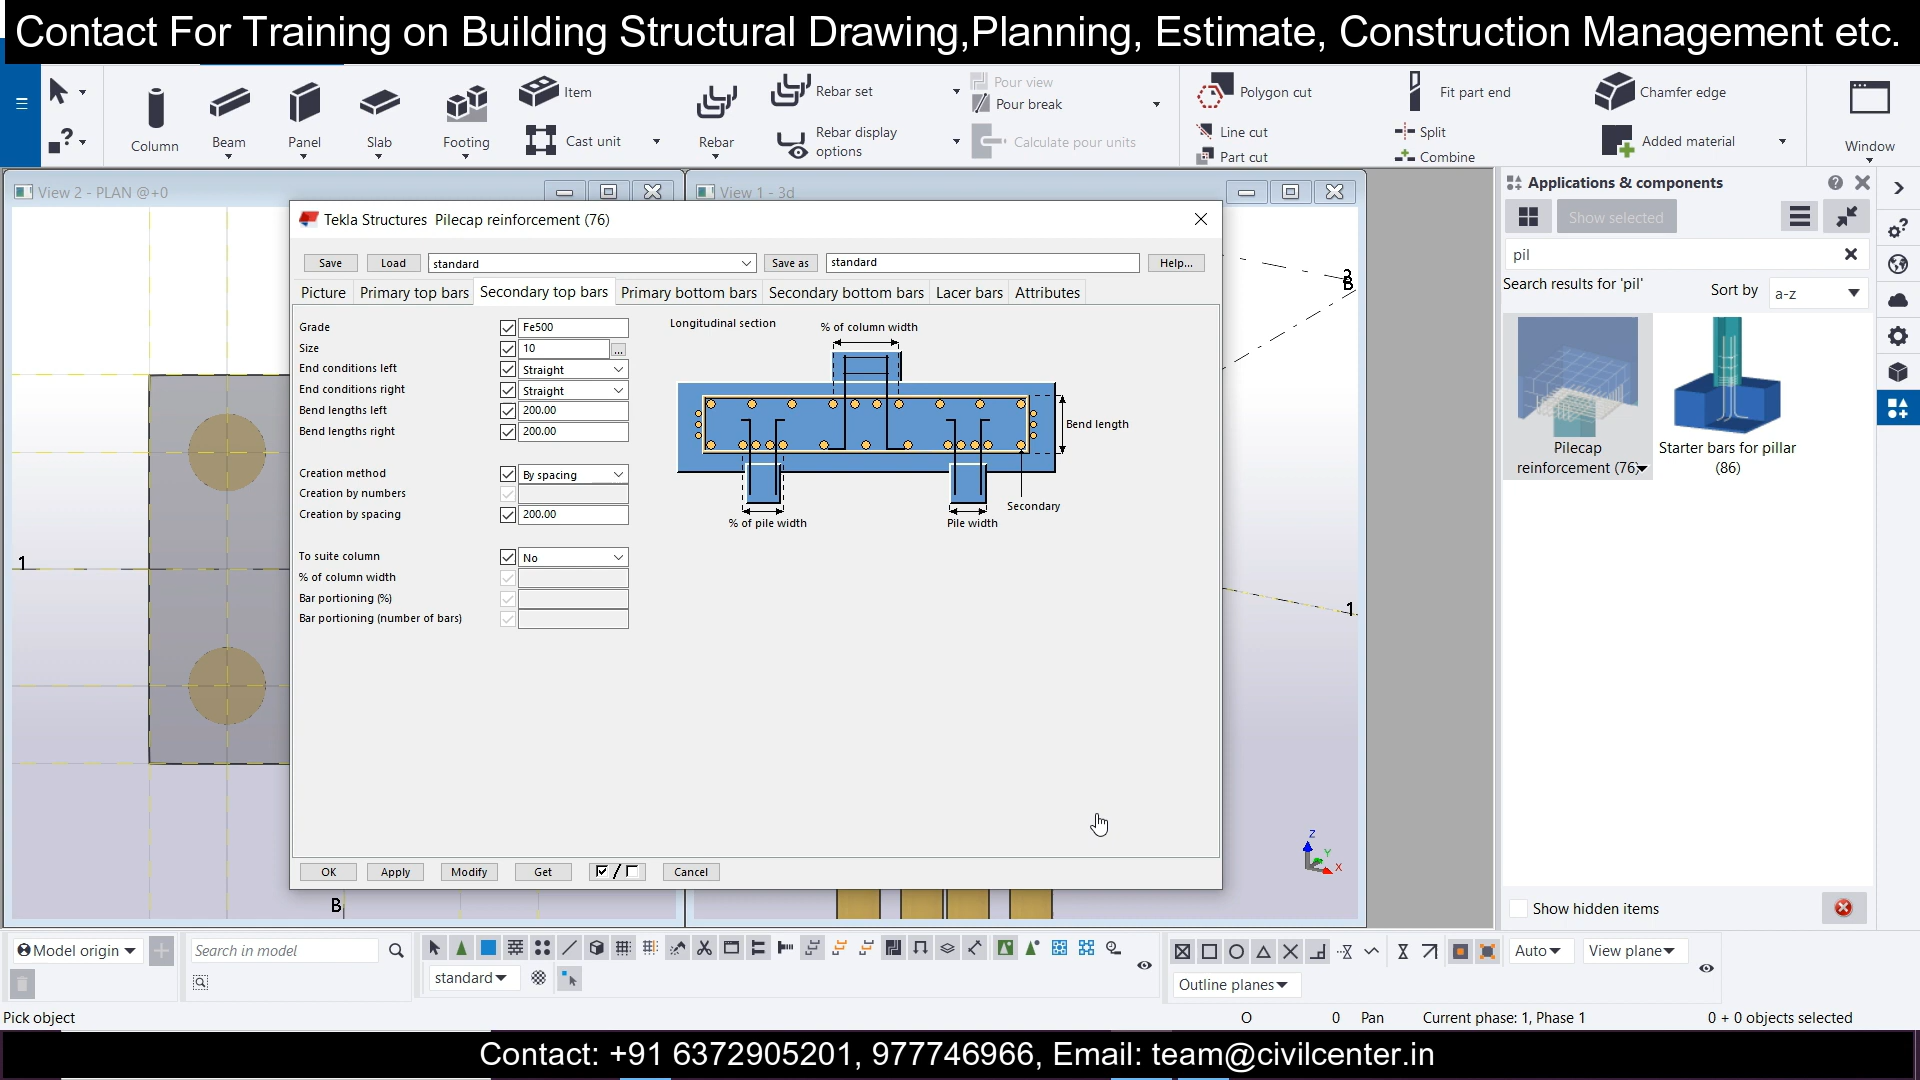 Contact For Training on Building Structural Drawing,Planning, Estimate, Construction Management etc.
Column
Beam
Panel
Slab
Footing
Item
Cast unit
Rebar
Rebar set
Rebar display
options
Pour view
Pour break
Calculate pour units
Polygon cut
Line cut
Part cut
Fit part end
Split
Combine
Chamfer edge
Added material
Window
View 2 - PLAN @+0
View 1 - 3d
Tekla Structures  Pilecap reinforcement (76)
Save
Load
standard
Save as
standard
Help...
Picture
Primary top bars
Secondary top bars
Primary bottom bars
Secondary bottom bars
Lacer bars
Attributes
Grade
Fe500
Size
10
...
End conditions left
Straight
End conditions right
Straight
Bend lengths left
200.00
Bend lengths right
200.00
Creation method
By spacing
Creation by numbers
Creation by spacing
200.00
To suite column
No
% of column width
Bar portioning (%)
Bar portioning (number of bars)
Longitudinal section
% of column width
Bend length
Secondary
% of pile width
Pile width
OK
Apply
Modify
Get
/
Cancel
1
B
B
1
Z
Y
X
Applications & components
Show selected
pil
Search results for 'pil'
Sort by
a-z
Pilecap
reinforcement (76)
Starter bars for pillar
(86)
Show hidden items
Model origin
Search in model
standard
Auto
View plane
Outline planes
Pick object
O
0
Pan
Current phase: 1, Phase 1
0 + 0 objects selected
Contact: +91 6372905201, 977746966, Email: team@civilcenter.in